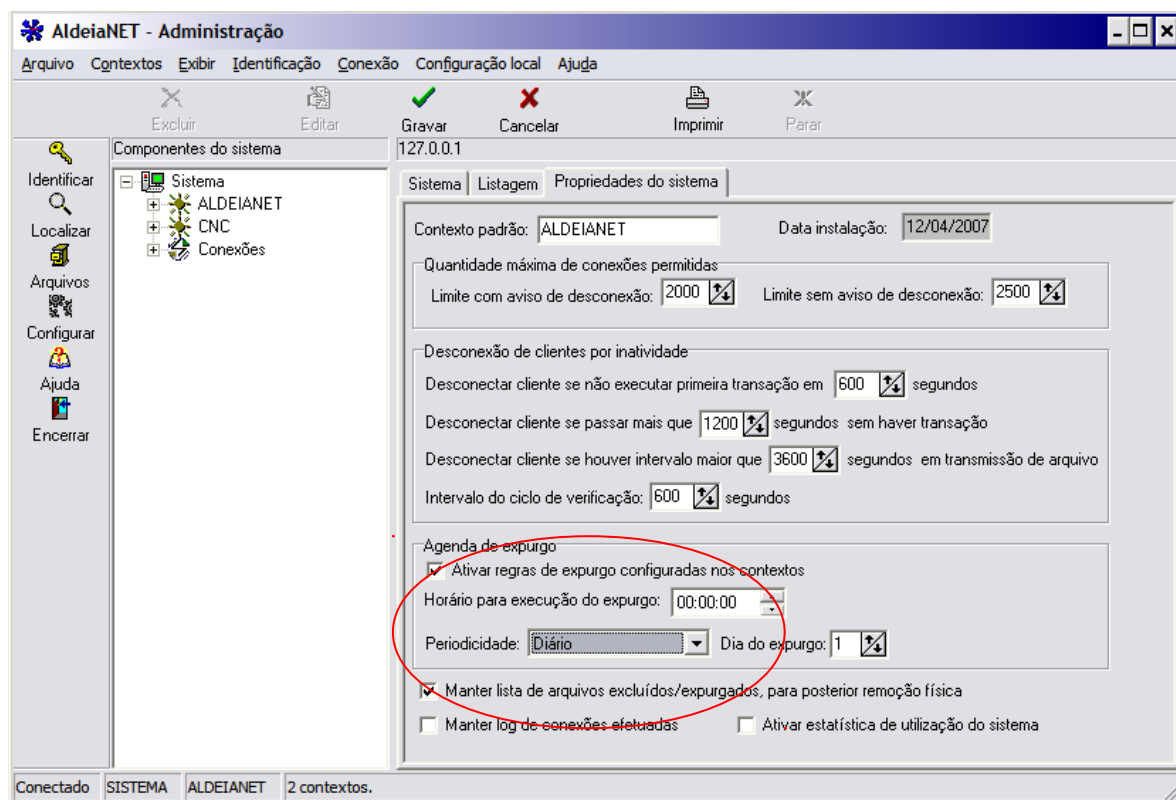 AldeiaNET - Administração
Arquivo Contextos Exibir Identificação Conexão Configuração local Ajuda
Excluir Editar Gravar Cancelar Imprimir Parar
Componentes do sistema
127.0.0.1
Identificar
Localizar
Arquivos
Configurar
Ajuda
Encerrar
Sistema
ALDEIANET
CNC
Conexões
Sistema Listagem Propriedades do sistema
Contexto padrão: ALDEIANET Data instalação: 12/04/2007
Quantidade máxima de conexões permitidas
Limite com aviso de desconexão: 2000 Limite sem aviso de desconexão: 2500
Desconexão de clientes por inatividade
Desconectar cliente se não executar primeira transação em 600 segundos
Desconectar cliente se passar mais que 1200 segundos sem haver transação
Desconectar cliente se houver intervalo maior que 3600 segundos em transmissão de arquivo
Intervalo do ciclo de verificação: 600 segundos
Agenda de expurgo
Ativar regras de expurgo configuradas nos contextos
Horário para execução do expurgo: 00:00:00
Periodicidade: Diário Dia do expurgo: 1
Manter lista de arquivos excluídos/expurgados, para posterior remoção física
Manter log de conexões efetuadas Ativar estatística de utilização do sistema
Conectado SISTEMA ALDEIANET 2 contextos.